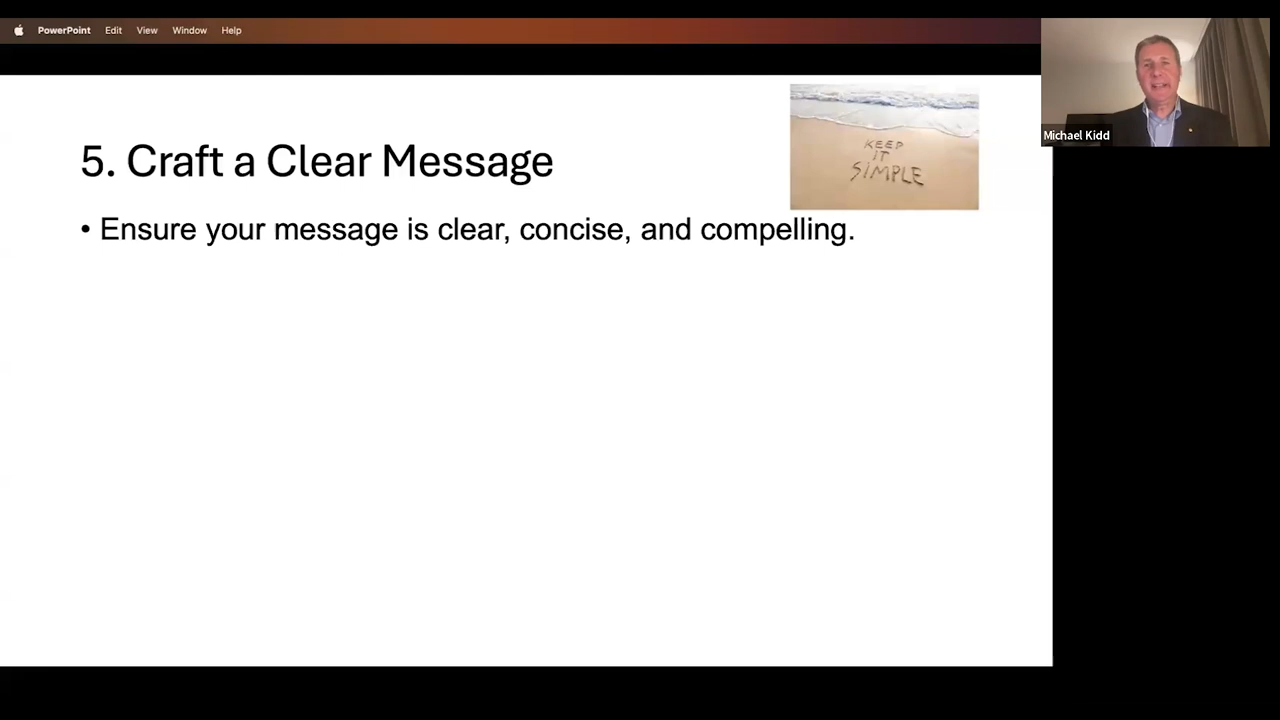 PowerPoint Edit View Window Help
Michael Kidd
KEEP
IT
SIMPLE
5. Craft a Clear Message
• Ensure your message is clear, concise, and compelling.